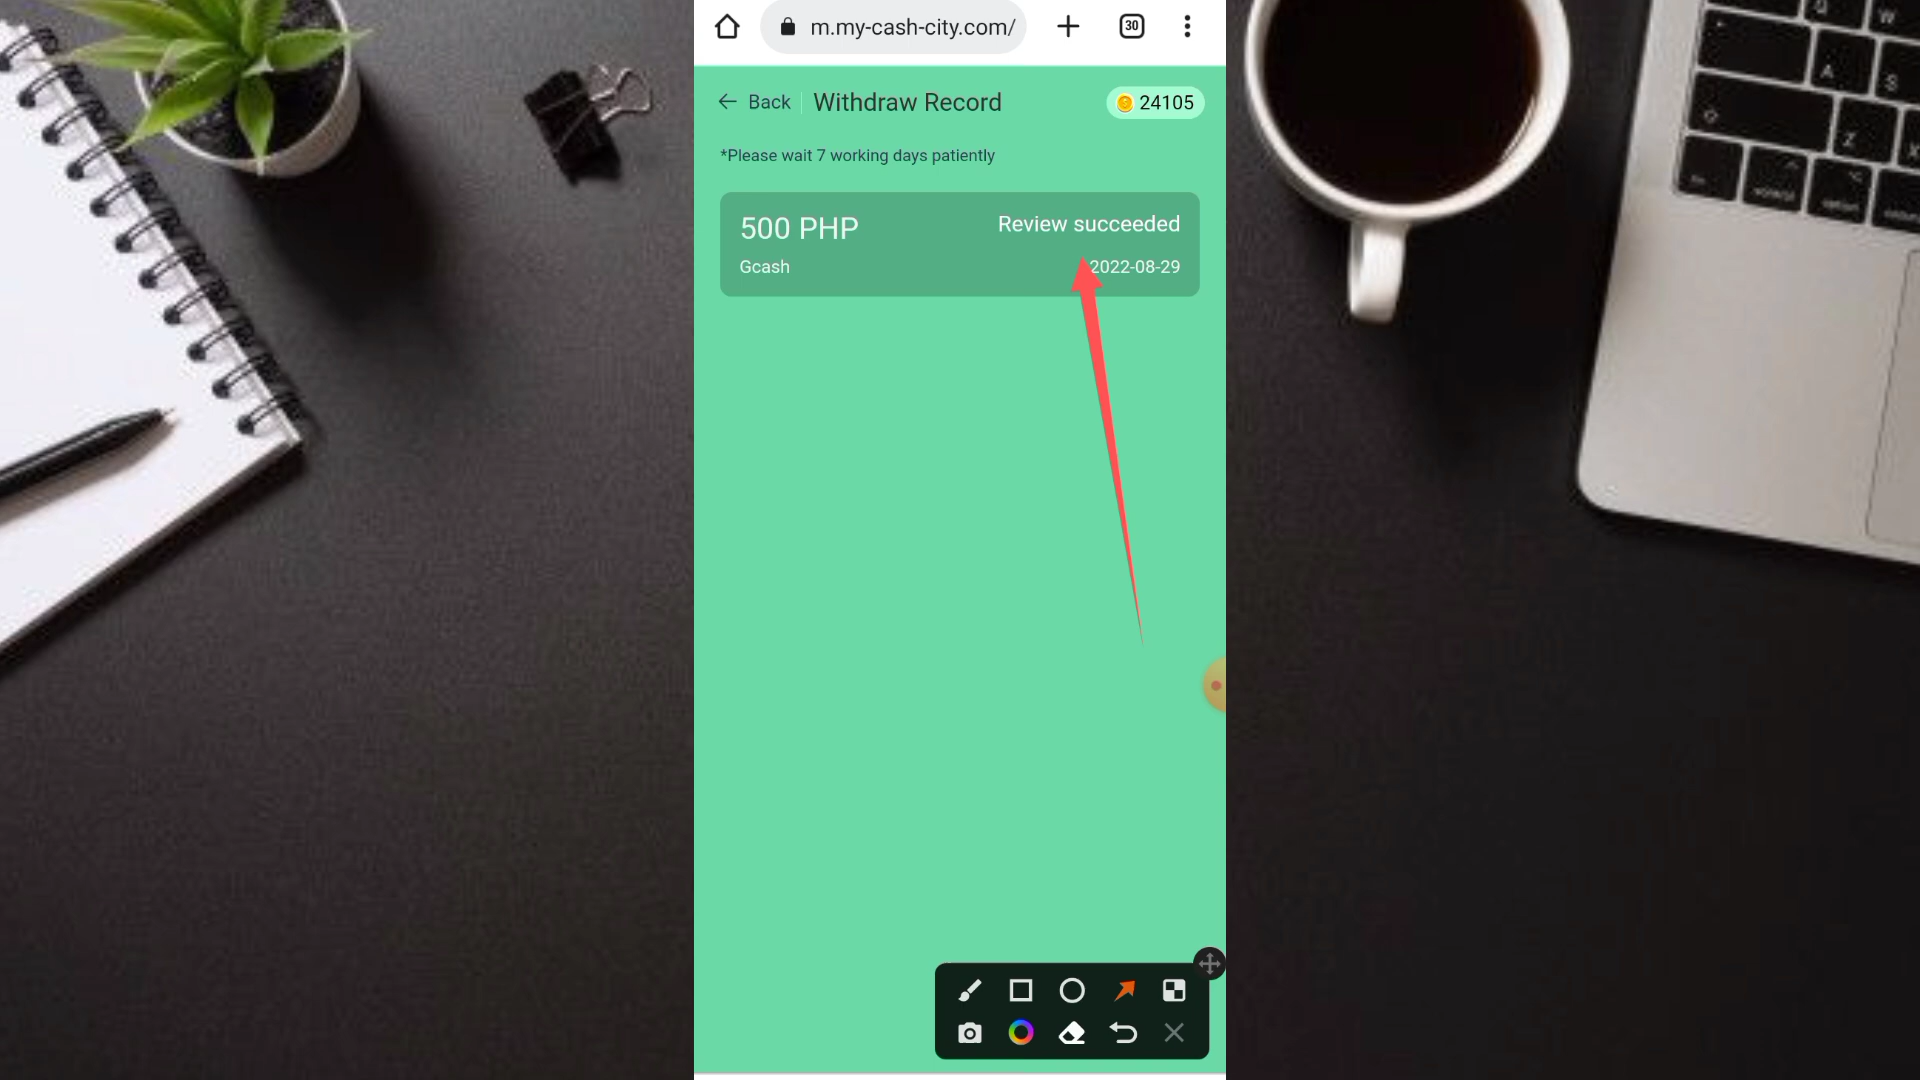 m.my-cash-city.com/
30
Back
Withdraw Record
24105
*Please wait 7 working days patiently
500 PHP
Review succeeded
Gcash
2022-08-29
W
A
S
Z
X